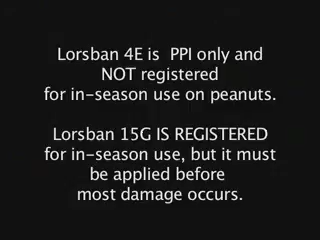 Lorsban 4E is  PPI only and
NOT registered
for in-season use on peanuts.
Lorsban 15G IS REGISTERED
for in-season use, but it must
be applied before
most damage occurs.